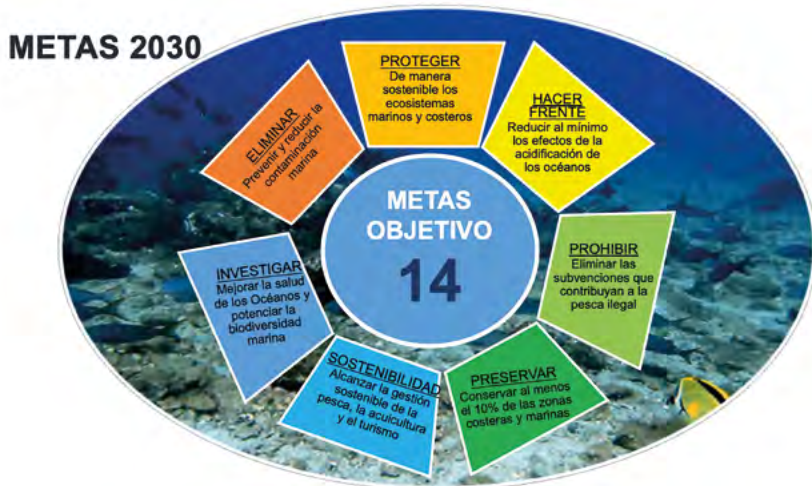 METAS 2030
PROTEGER
De manera
sostenible los
ecosistemas
marinos y costeros
HACER
FRENTE
Reducir al mínimo
los efectos de la
acidificación de
los océanos
PROHIBIR
Eliminar las
subvenciones que
contribuyan a la
pesca ilegal
PRESERVAR
Conservar al menos
el 10% de las zonas
costeras y marinas
SOSTENIBILIDAD
Alcanzar la gestión
sostenible de la
pesca, la acuicultura
y el turismo
INVESTIGAR
Mejorar la salud
de los Océanos y
potenciar la
biodiversidad
marina
ELIMINAR
Prevenir y reducir la
contaminación
marina
METAS
OBJETIVO
14